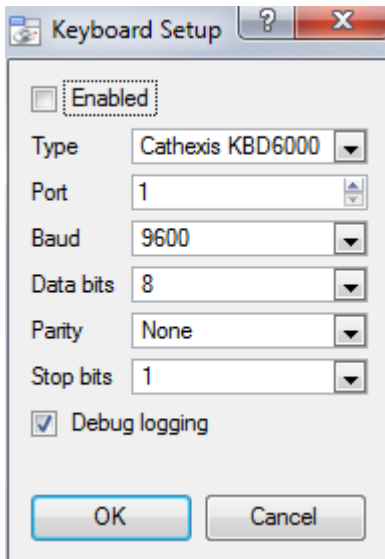 Keyboard Setup ? X
Enabled
Type Cathexis KBD6000
Port 1
Baud 9600
Data bits 8
Parity None
Stop bits 1
Debug logging
OK Cancel